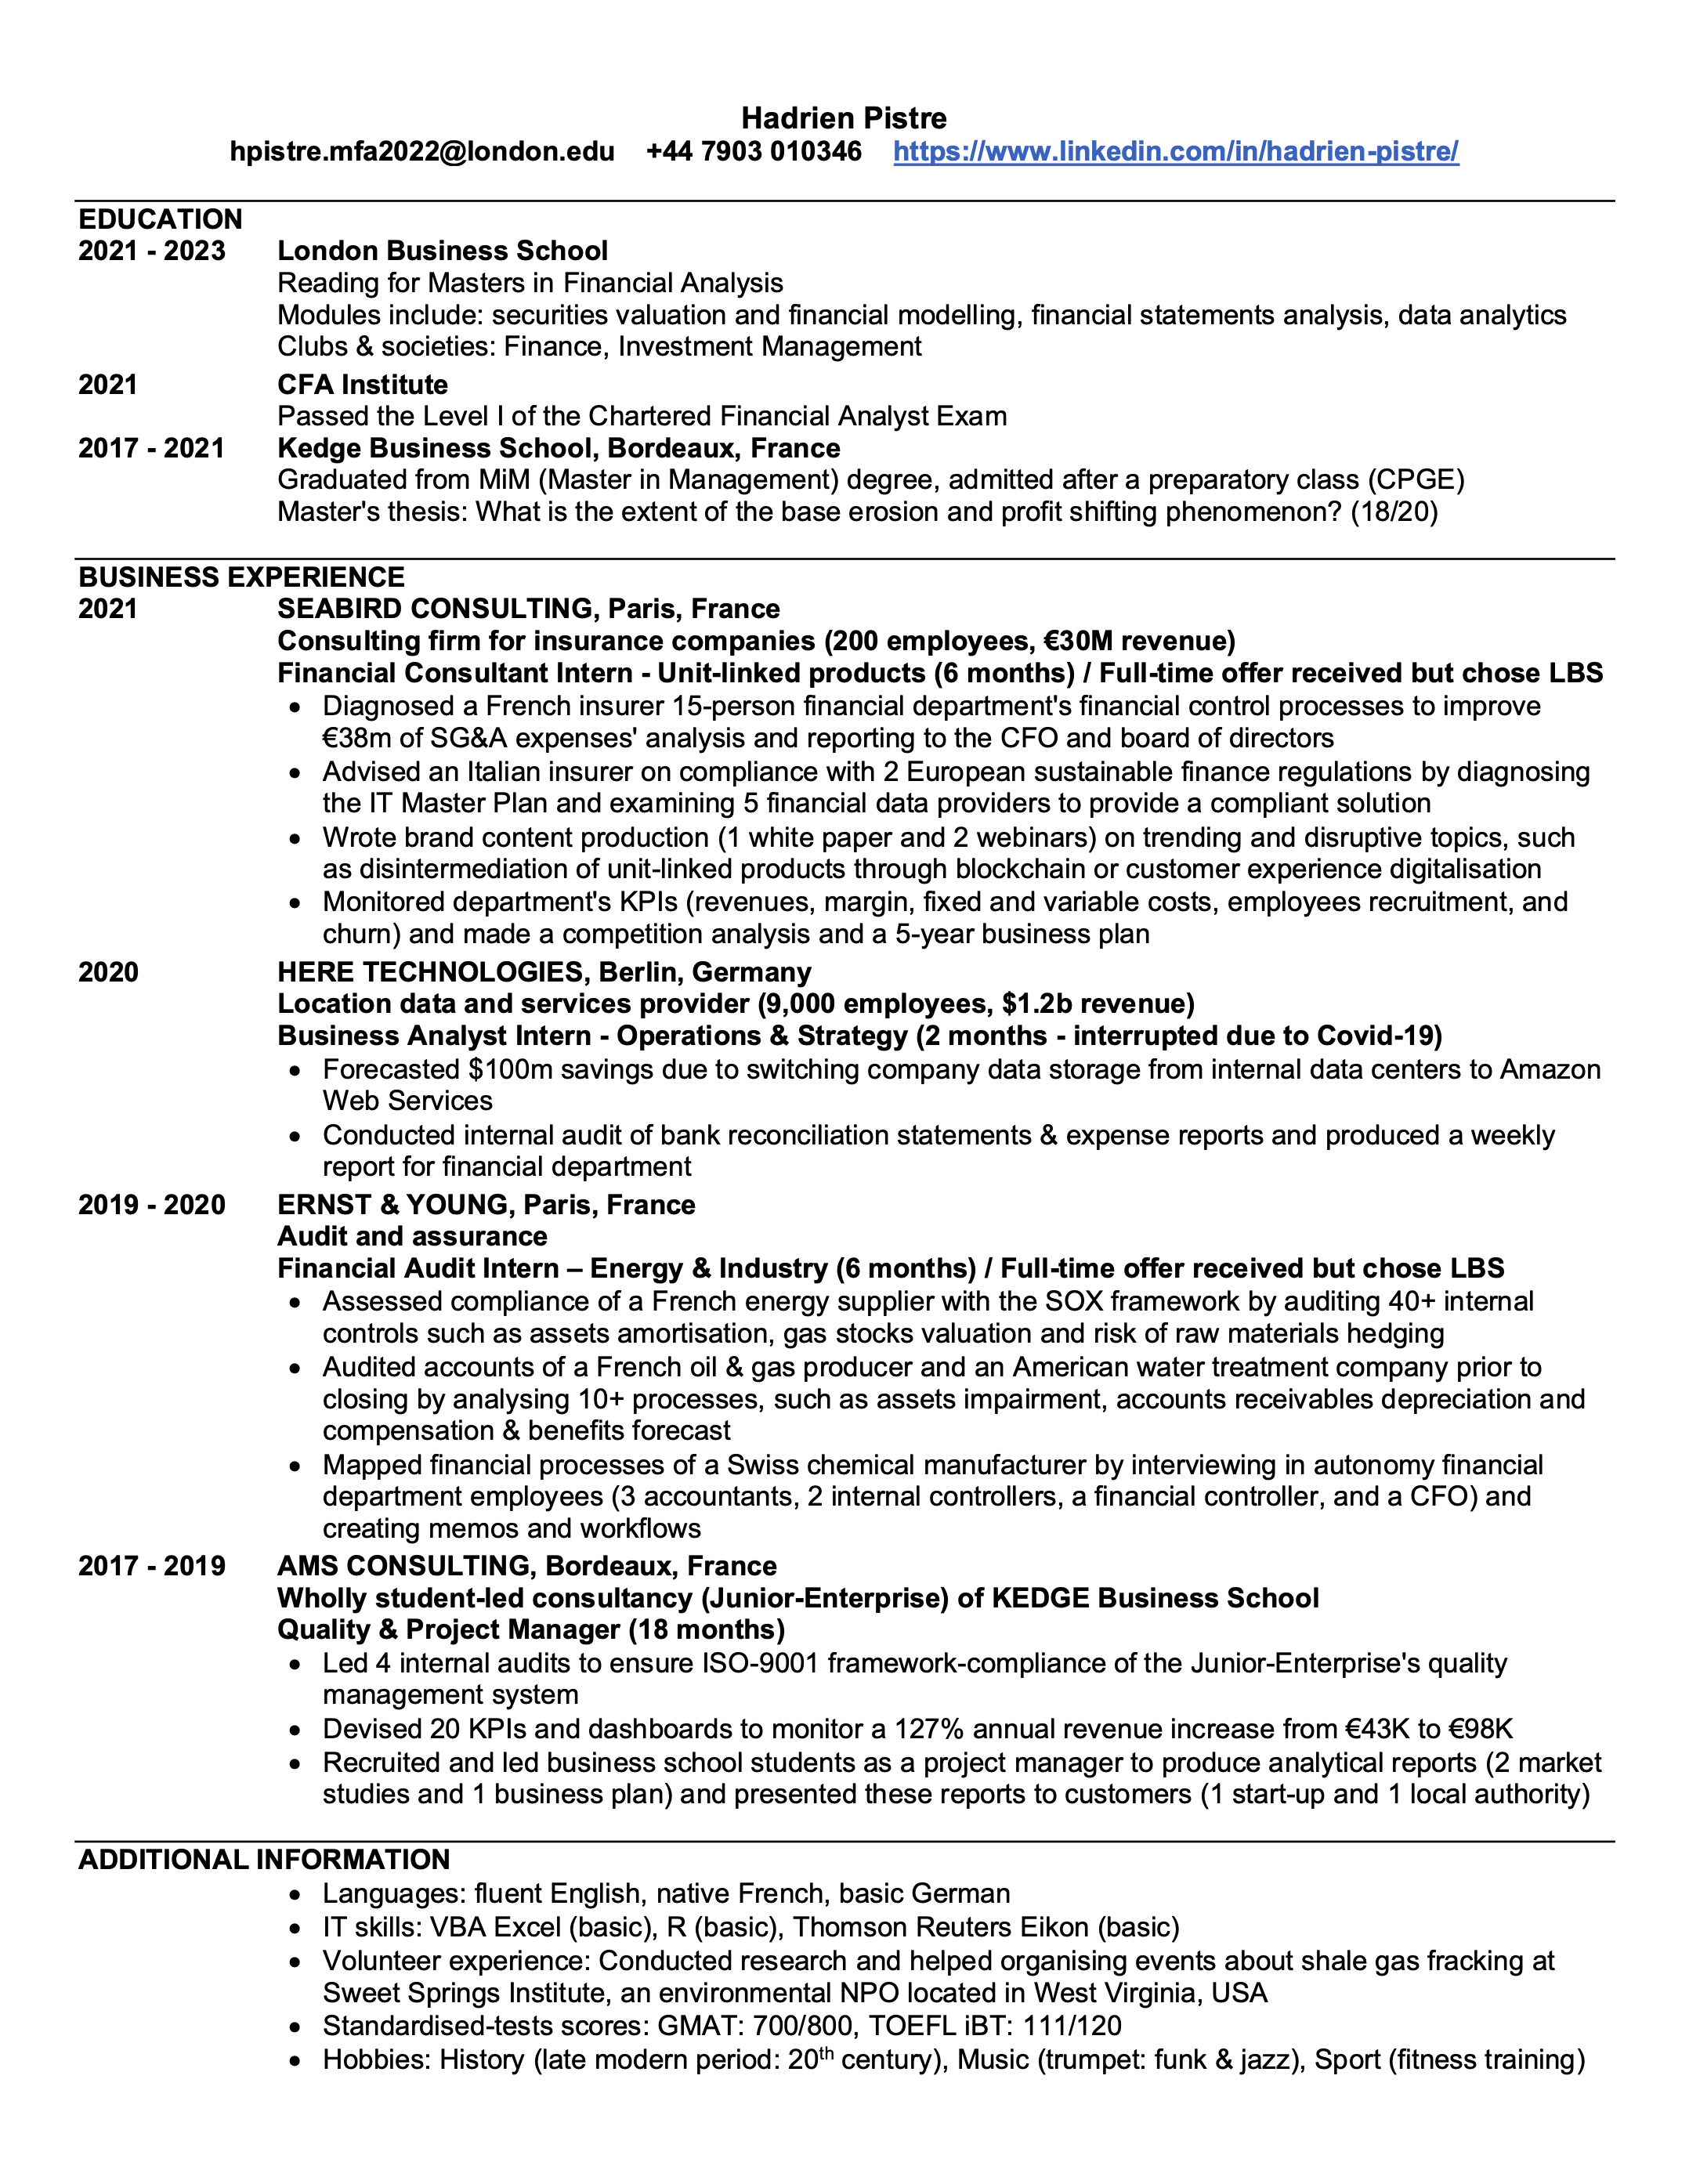 Hadrien Pistre
hpistre.mfa2022@london.edu +44 7903 010346 https://www.linkedin.com/in/hadrien-pistre/
EDUCATION
2021 - 2023 London Business School
Reading for Masters in Financial Analysis
Modules include: securities valuation and financial modelling, financial statements analysis, data analytics
Clubs & societies: Finance, Investment Management
2021 CFA Institute
Passed the Level I of the Chartered Financial Analyst Exam
2017 - 2021 Kedge Business School, Bordeaux, France
Graduated from MiM (Master in Management) degree, admitted after a preparatory class (CPGE)
Master's thesis: What is the extent of the base erosion and profit shifting phenomenon? (18/20)
BUSINESS EXPERIENCE
2021 SEABIRD CONSULTING, Paris, France
Consulting firm for insurance companies (200 employees, €30M revenue)
Financial Consultant Intern - Unit-linked products (6 months) / Full-time offer received but chose LBS
• Diagnosed a French insurer 15-person financial department's financial control processes to improve
€38m of SG&A expenses' analysis and reporting to the CFO and board of directors
• Advised an Italian insurer on compliance with 2 European sustainable finance regulations by diagnosing
the IT Master Plan and examining 5 financial data providers to provide a compliant solution
• Wrote brand content production (1 white paper and 2 webinars) on trending and disruptive topics, such
as disintermediation of unit-linked products through blockchain or customer experience digitalisation
• Monitored department's KPIs (revenues, margin, fixed and variable costs, employees recruitment, and
churn) and made a competition analysis and a 5-year business plan
2020 HERE TECHNOLOGIES, Berlin, Germany
Location data and services provider (9,000 employees, $1.2b revenue)
Business Analyst Intern - Operations & Strategy (2 months - interrupted due to Covid-19)
• Forecasted $100m savings due to switching company data storage from internal data centers to Amazon
Web Services
• Conducted internal audit of bank reconciliation statements & expense reports and produced a weekly
report for financial department
2019 - 2020 ERNST & YOUNG, Paris, France
Audit and assurance
Financial Audit Intern – Energy & Industry (6 months) / Full-time offer received but chose LBS
• Assessed compliance of a French energy supplier with the SOX framework by auditing 40+ internal
controls such as assets amortisation, gas stocks valuation and risk of raw materials hedging
• Audited accounts of a French oil & gas producer and an American water treatment company prior to
closing by analysing 10+ processes, such as assets impairment, accounts receivables depreciation and
compensation & benefits forecast
• Mapped financial processes of a Swiss chemical manufacturer by interviewing in autonomy financial
department employees (3 accountants, 2 internal controllers, a financial controller, and a CFO) and
creating memos and workflows
2017 - 2019 AMS CONSULTING, Bordeaux, France
Wholly student-led consultancy (Junior-Enterprise) of KEDGE Business School
Quality & Project Manager (18 months)
• Led 4 internal audits to ensure ISO-9001 framework-compliance of the Junior-Enterprise's quality
management system
• Devised 20 KPIs and dashboards to monitor a 127% annual revenue increase from €43K to €98K
• Recruited and led business school students as a project manager to produce analytical reports (2 market
studies and 1 business plan) and presented these reports to customers (1 start-up and 1 local authority)
ADDITIONAL INFORMATION
• Languages: fluent English, native French, basic German
• IT skills: VBA Excel (basic), R (basic), Thomson Reuters Eikon (basic)
• Volunteer experience: Conducted research and helped organising events about shale gas fracking at
Sweet Springs Institute, an environmental NPO located in West Virginia, USA
• Standardised-tests scores: GMAT: 700/800, TOEFL iBT: 111/120
• Hobbies: History (late modern period: 20th century), Music (trumpet: funk & jazz), Sport (fitness training)